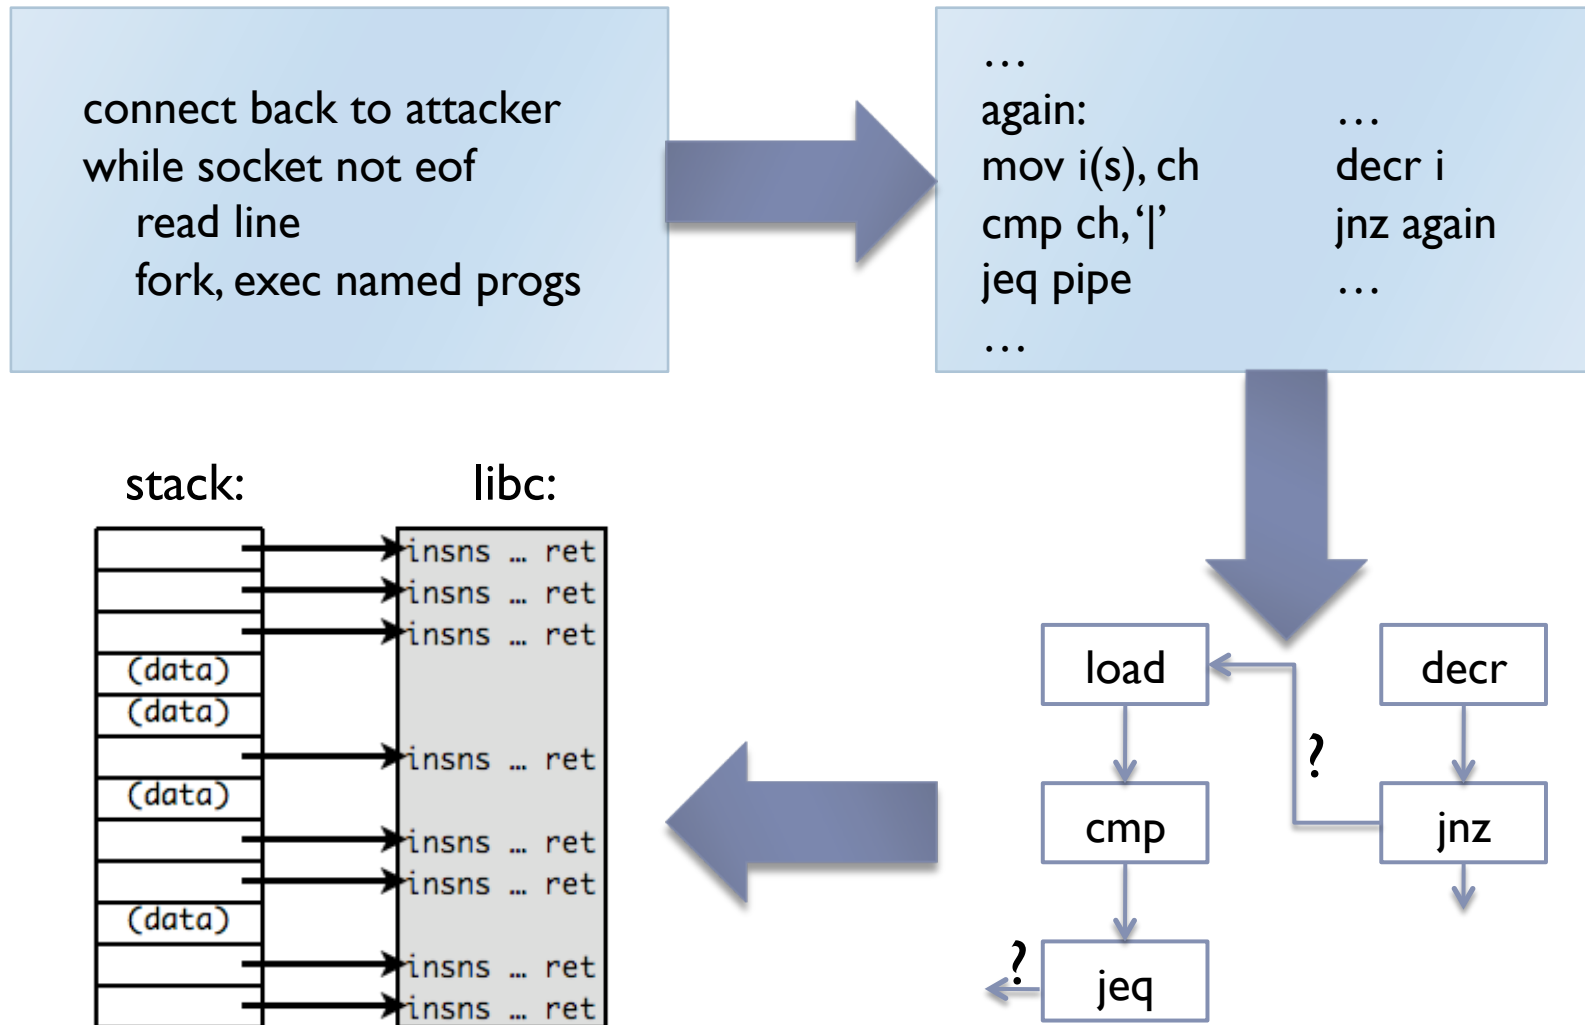 connect back to attacker
while socket not eof
read line
fork, exec named progs
…
again:
mov i(s), ch
cmp ch, ‘|’
jeq pipe
…
…
decr i
jnz again
…
stack:
libc:
insns … ret
insns … ret
insns … ret
(data)
(data)
insns … ret
(data)
insns … ret
insns … ret
(data)
insns … ret
insns … ret
load
decr
?
cmp
jnz
?
jeq